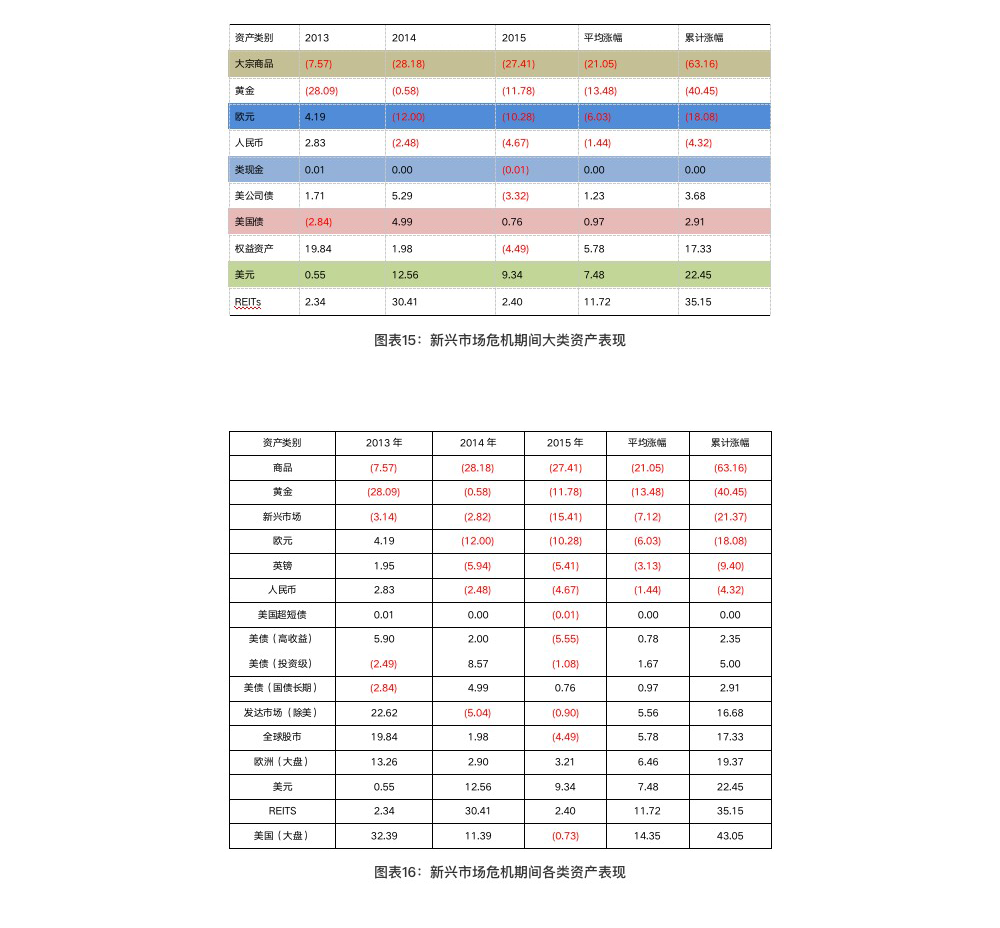 资产类别 2013 2014 2015 平均涨幅 累计涨幅
大宗商品 (7.57) (28.18) (27.41) (21.05) (63.16)
黄金 (28.09) (0.58) (11.78) (13.48) (40.45)
欧元 4.19 (12.00) (10.28) (6.03) (18.08)
人民币 2.83 (2.48) (4.67) (1.44) (4.32)
类现金 0.01 0.00 (0.01) 0.00 0.00
美公司债 1.71 5.29 (3.32) 1.23 3.68
美国债 (2.84) 4.99 0.76 0.97 2.91
权益资产 19.84 1.98 (4.49) 5.78 17.33
美元 0.55 12.56 9.34 7.48 22.45
REITs 2.34 30.41 2.40 11.72 35.15
图表15：新兴市场危机期间大类资产表现
资产类别 2013 年 2014 年 2015 年 平均涨幅 累计涨幅
商品 (7.57) (28.18) (27.41) (21.05) (63.16)
黄金 (28.09) (0.58) (11.78) (13.48) (40.45)
新兴市场 (3.14) (2.82) (15.41) (7.12) (21.37)
欧元 4.19 (12.00) (10.28) (6.03) (18.08)
英镑 1.95 (5.94) (5.41) (3.13) (9.40)
人民币 2.83 (2.48) (4.67) (1.44) (4.32)
美国超短债 0.01 0.00 (0.01) 0.00 0.00
美债（高收益） 5.90 2.00 (5.55) 0.78 2.35
美债（投资级） (2.49) 8.57 (1.08) 1.67 5.00
美债（国债长期） (2.84) 4.99 0.76 0.97 2.91
发达市场（除美） 22.62 (5.04) (0.90) 5.56 16.68
全球股市 19.84 1.98 (4.49) 5.78 17.33
欧洲（大盘） 13.26 2.90 3.21 6.46 19.37
美元 0.55 12.56 9.34 7.48 22.45
REITS 2.34 30.41 2.40 11.72 35.15
美国（大盘） 32.39 11.39 (0.73) 14.35 43.05
图表16：新兴市场危机期间各类资产表现